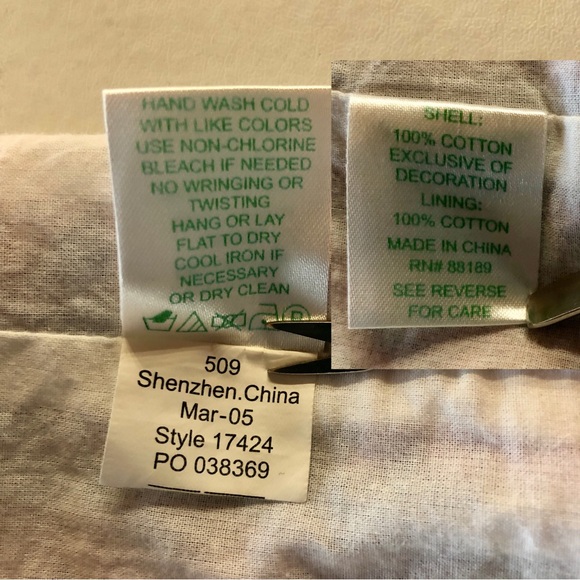 HAND WASH COLD
WITH LIKE COLORS
USE NON-CHLORINE
BLEACH IF NEEDED
NO WRINGING OR
TWISTING
HANG OR LAY
FLAT TO DRY
COOL IRON IF
NECESSARY
OR DRY CLEAN
509
Shenzhen.China
Mar-05
Style 17424
PO 038369
SHELL:
100% COTTON
EXCLUSIVE OF
DECORATION
LINING:
100% COTTON
MADE IN CHINA
RN# 88189
SEE REVERSE
FOR CARE